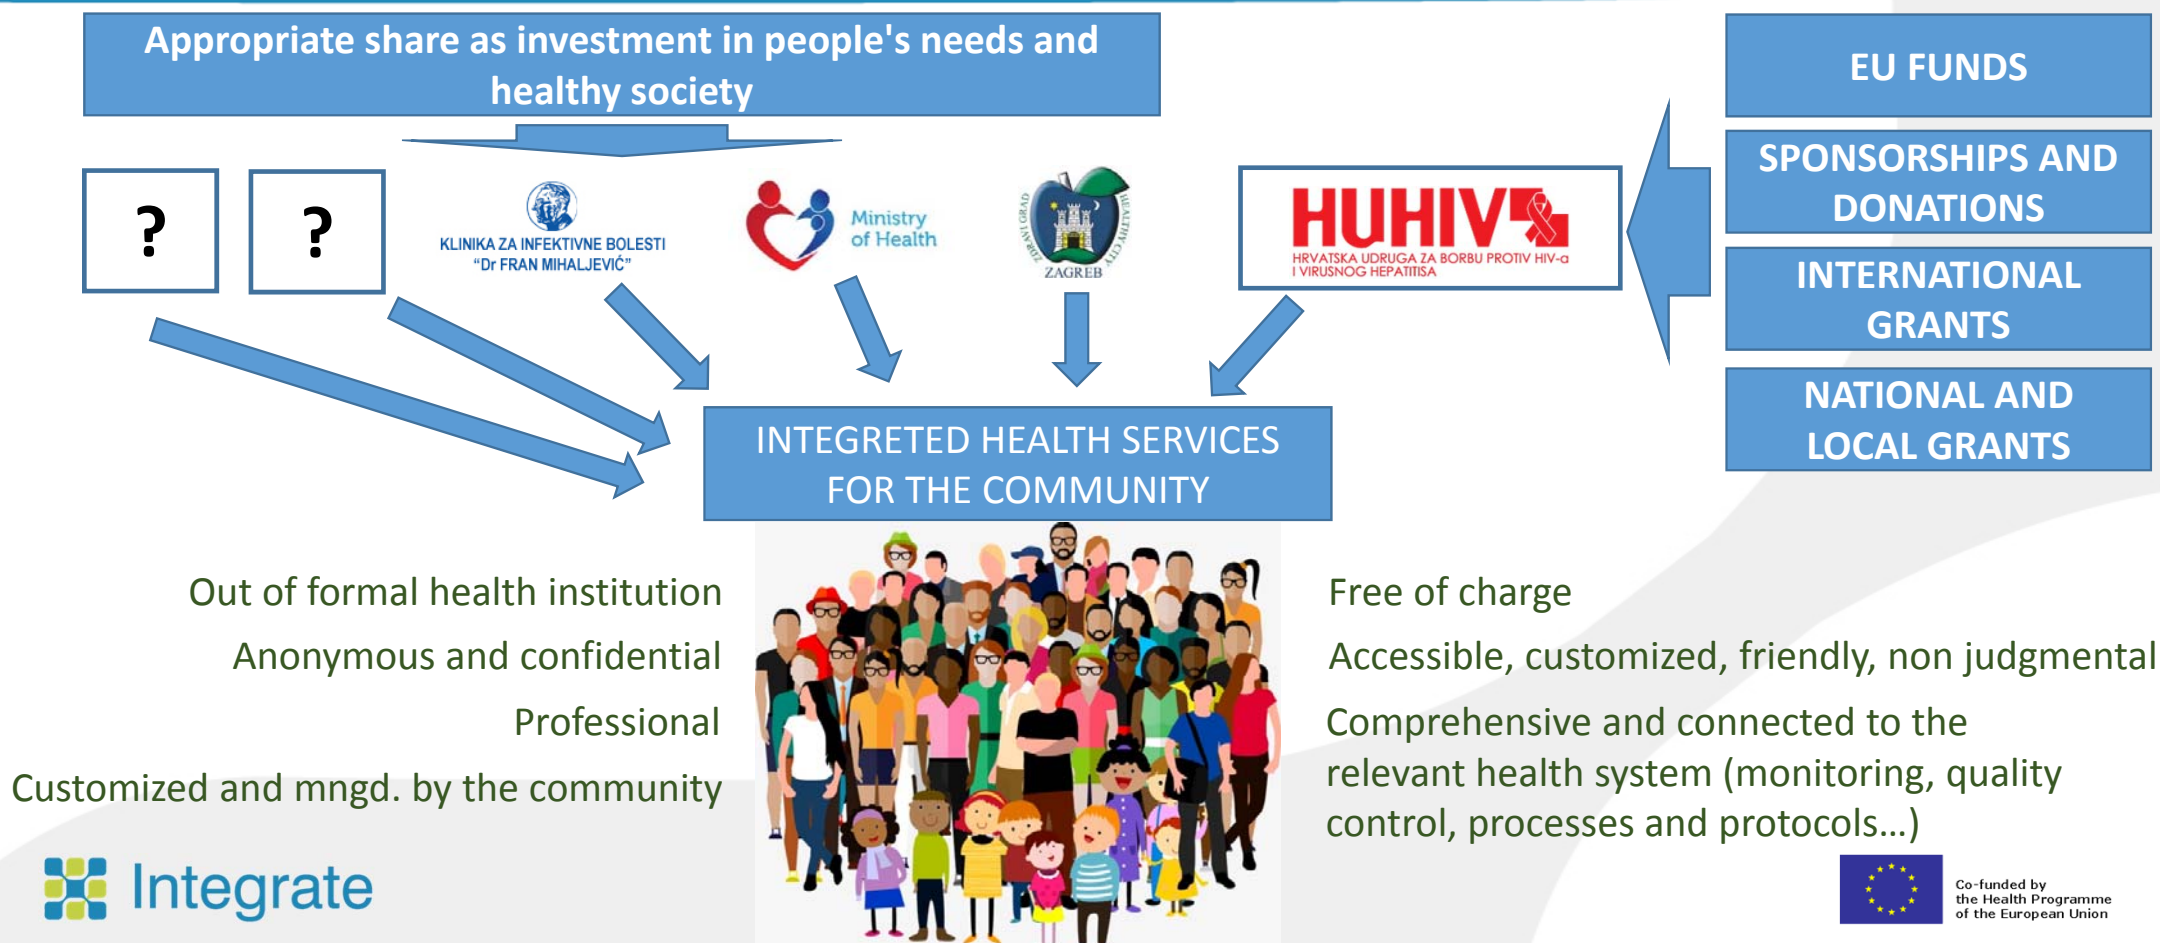 Appropriate share as investment in people's needs and
healthy society
EU FUNDS
SPONSORSHIPS AND
DONATIONS
INTERNATIONAL
GRANTS
NATIONAL AND
LOCAL GRANTS
?
?
KLINIKA ZA INFEKTIVNE BOLESTI
"Dr FRAN MIHALJEVIĆ"
Ministry
of Health
ZDRAVI GRAD
HEALTHY CITY
ZAGREB
HUHIV
HRVATSKA UDRUGA ZA BORBU PROTIV HIV-a
I VIRUSNOG HEPATITISA
INTEGRETED HEALTH SERVICES
FOR THE COMMUNITY
Out of formal health institution
Anonymous and confidential
Professional
Customized and mngd. by the community
Free of charge
Accessible, customized, friendly, non judgmental
Comprehensive and connected to the
relevant health system (monitoring, quality
control, processes and protocols...)
Integrate
Co-funded by
the Health Programme
of the European Union